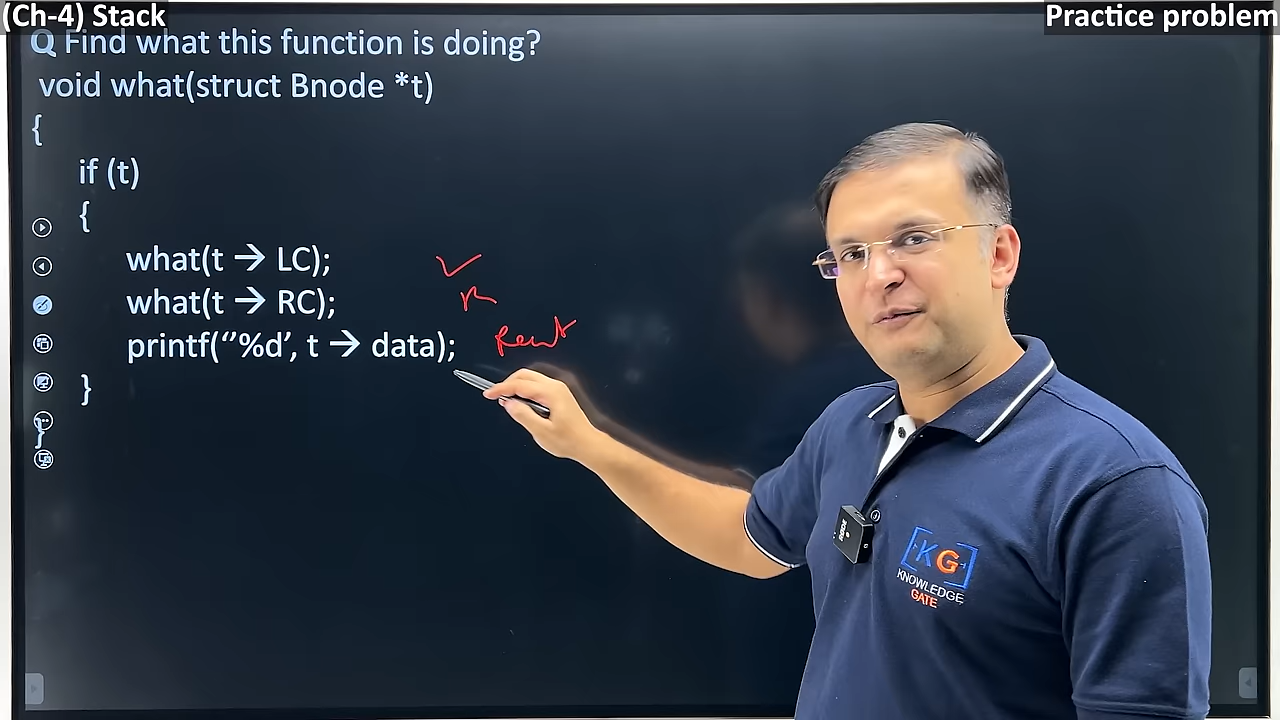 (Ch-4) Stack
Practice problem
Q Find what this function is doing?
void what(struct Bnode *t)
{
if (t)
{
what(t → LC);
what(t → RC);
printf(‘’%d’, t → data);
}
}
KG
KNOWLEDGE
GATE